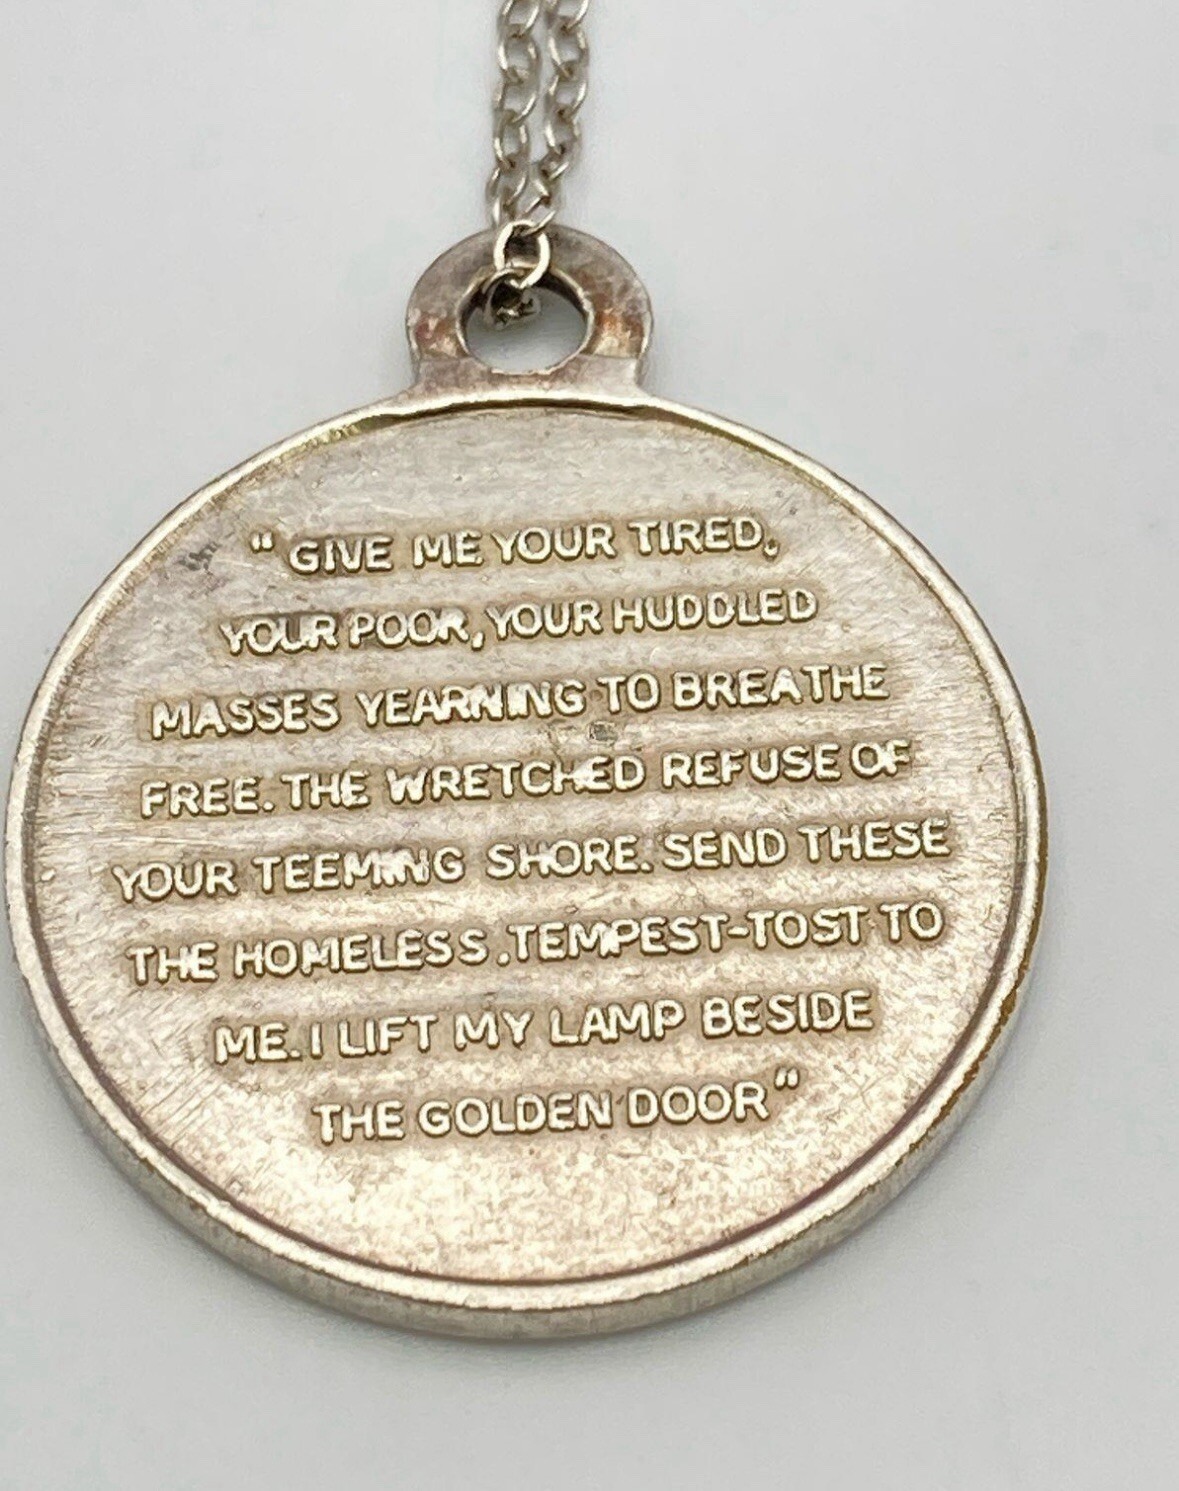 “ GIVE ME YOUR TIRED,
YOUR POOR, YOUR HUDDLED
MASSES YEARNING TO BREATHE
FREE. THE WRETCHED REFUSE OF
YOUR TEEMING SHORE. SEND THESE
THE HOMELESS.TEMPEST-TOST TO
ME. I LIFT MY LAMP BESIDE
THE GOLDEN DOOR“